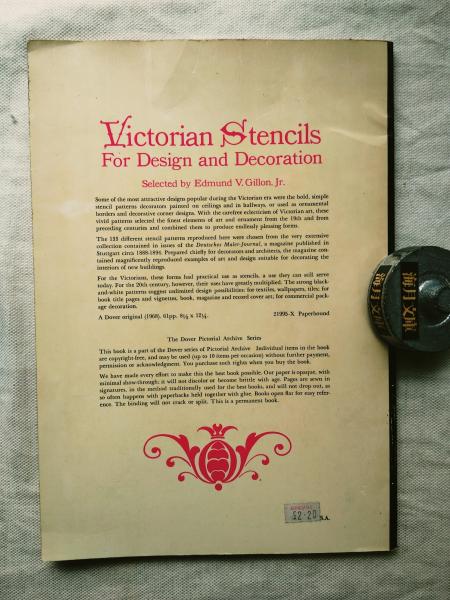 Victorian Stencils
For Design and Decoration
Selected by Edmund V. Gillon, Jr.
Some of the most attractive designs popular during the Victorian era were the bold, simple
stencil patterns decorators painted on ceilings and in hallways, or used as ornamental
borders and decorative corner designs. With the carefree eclecticism of Victorian art, these
vivid patterns selected the finest elements of art and ornament from the 19th and from
preceding centuries and combined them to produce endlessly pleasing forms.
The 133 different stencil patterns reproduced here were chosen from the very extensive
collection contained in issues of the Deutsches Maler-Journal, a magazine published in
Stuttgart circa 1888-1894. Prepared chiefly for decorators and architects, the magazine con-
tained magnificently reproduced examples of art and design suitable for decorating the
interiors of new buildings.
For the Victorians, these forms had practical use as stencils, a use they can still serve
today. For the 20th century, however, their uses have greatly multiplied. The strong black-
and-white patterns suggest unlimited design possibilities: for textiles, wallpapers, tiles; for
book title pages and vignettes, book, magazine and record cover art; for commercial pack-
age decoration.
A Dover original (1968). 61pp. 8¼ x 12¼. 21995-X Paperbound
The Dover Pictorial Archive Series
This book is a part of the Dover series of Pictorial Archive Individual items in the book
are copyright-free, and may be used (up to 10 items per occasion) without further payment,
permission or acknowledgment. You purchase such rights when you buy the book.
We have made every effort to make this the best book possible. Our paper is opaque, with
minimal show-through; it will not discolor or become brittle with age. Pages are sewn in
signatures, in the method traditionally used for the best books, and will not drop out, as
so often happens with paperbacks held together with glue. Books open flat for easy refer-
ence. The binding will not crack or split. This is a permanent book.
£2·20
S.A.